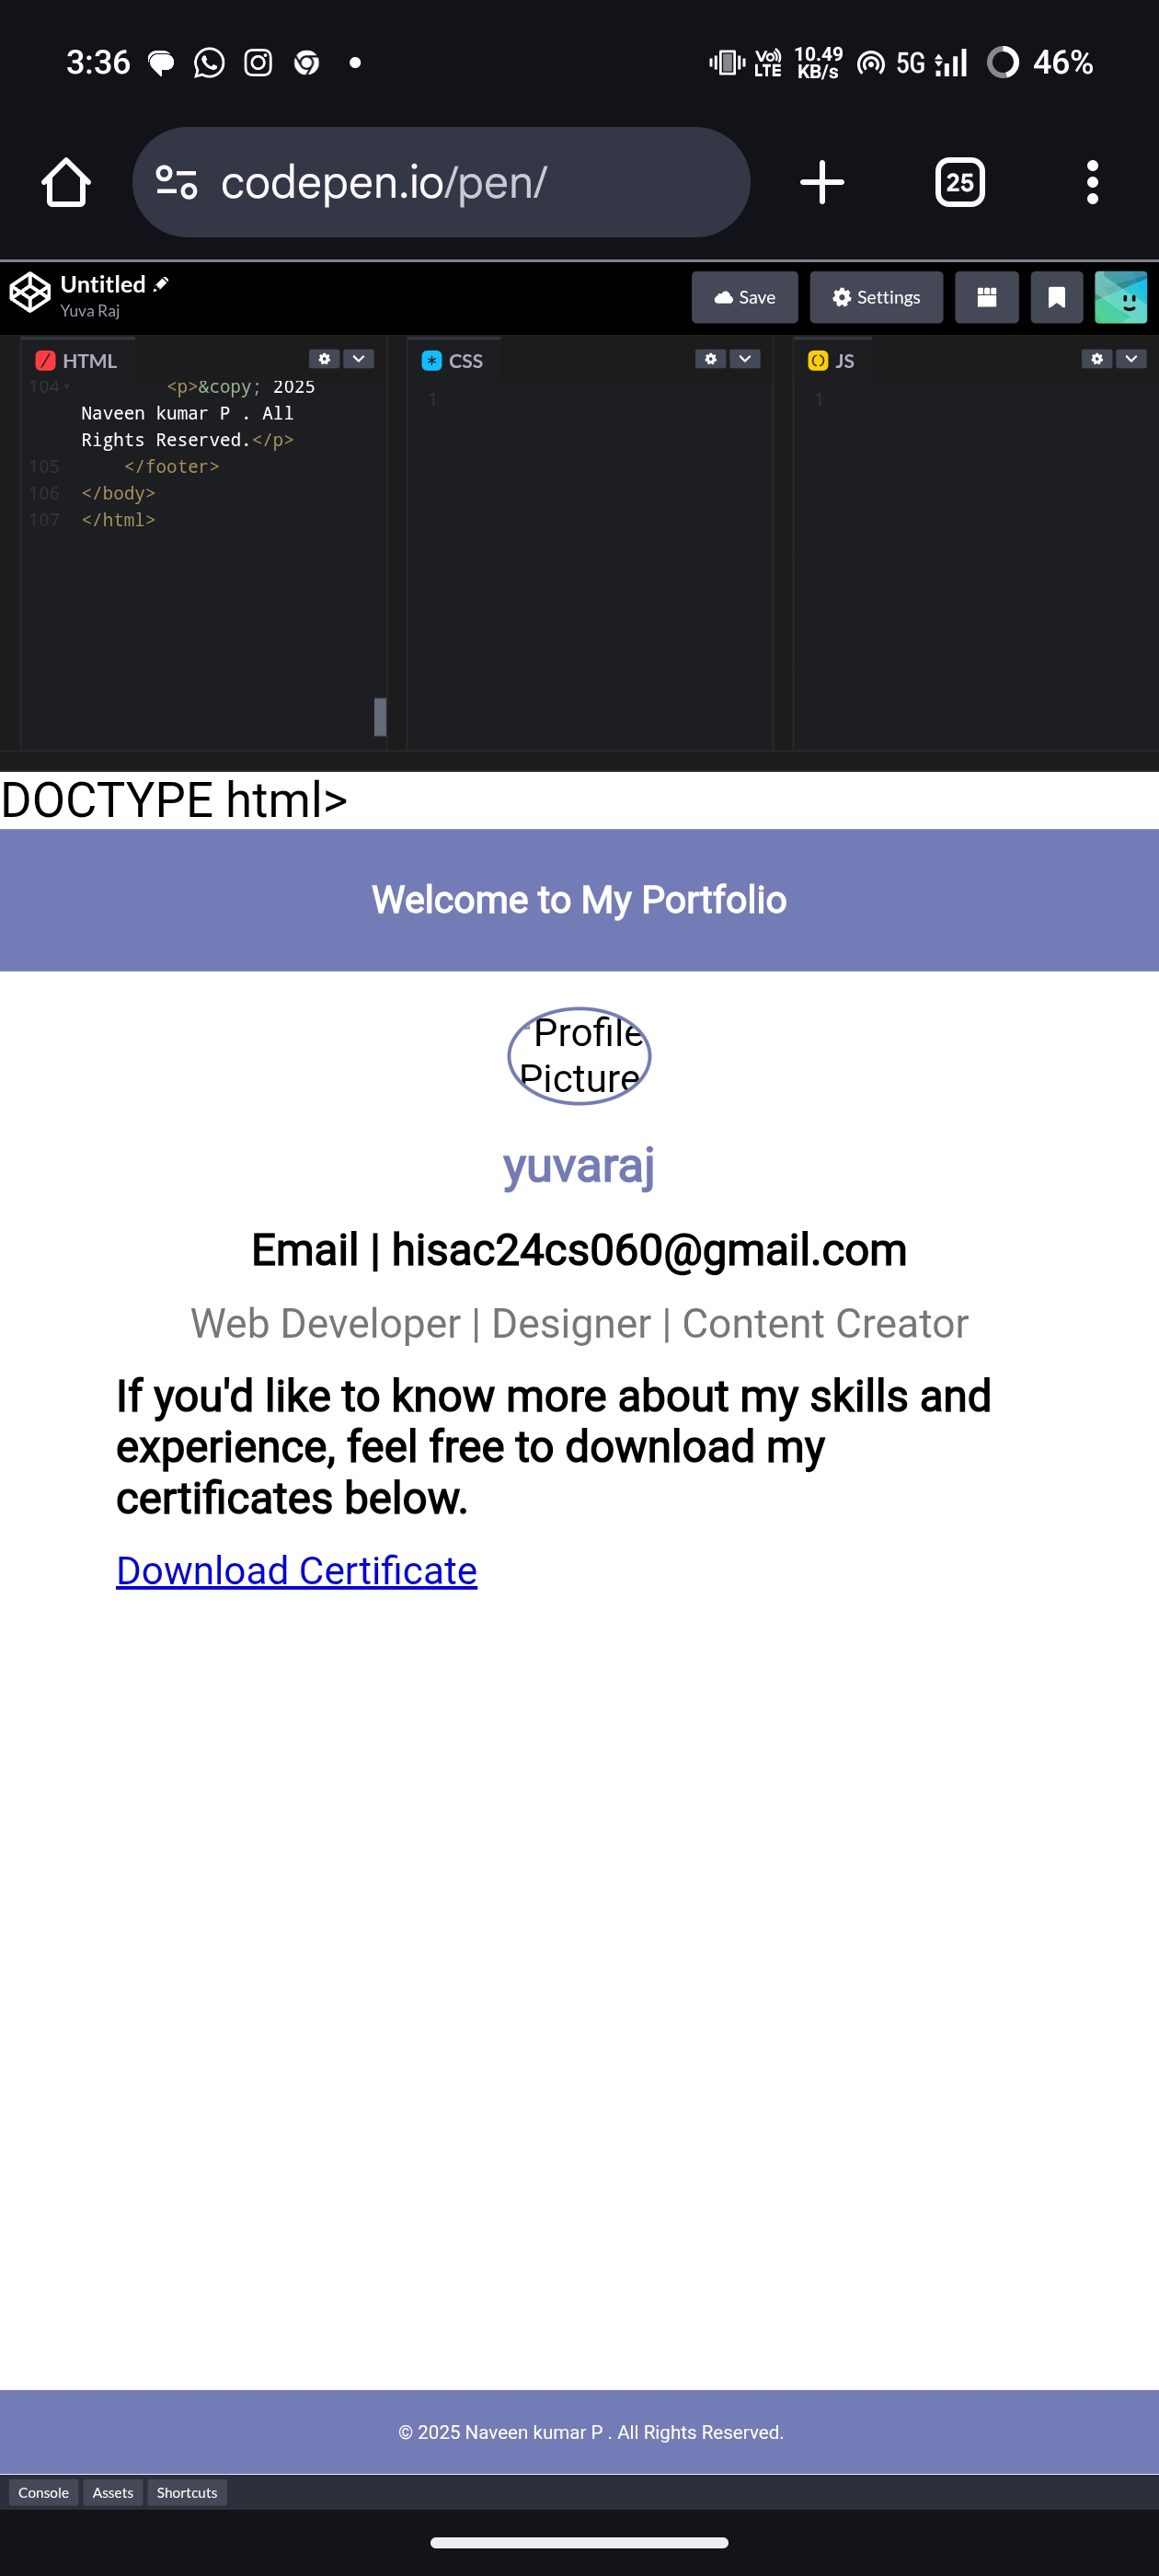 3:36
Vo)) LTE 10.49 KB/s 5G 46%
codepen.io/pen/
25
Untitled
Yuva Raj
Save
Settings
HTML
CSS
JS
104 <p>&copy; 2025
Naveen kumar P . All
Rights Reserved.</p>
105 </footer>
106 </body>
107 </html>
1
1
DOCTYPE html>
Welcome to My Portfolio
Profile
Picture
yuvaraj
Email | hisac24cs060@gmail.com
Web Developer | Designer | Content Creator
If you'd like to know more about my skills and
experience, feel free to download my
certificates below.
Download Certificate
© 2025 Naveen kumar P . All Rights Reserved.
Console
Assets
Shortcuts